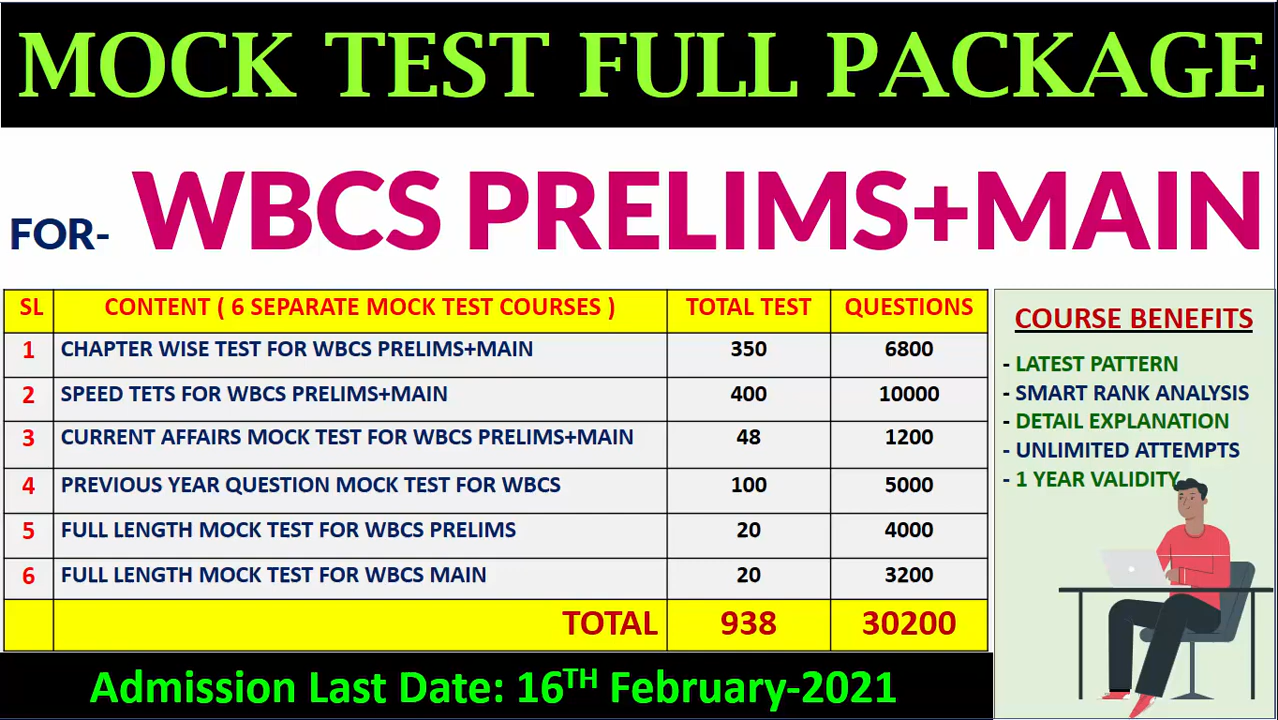 MOCK TEST FULL PACKAGE
FOR- WBCS PRELIMS+MAIN
SL CONTENT ( 6 SEPARATE MOCK TEST COURSES ) TOTAL TEST QUESTIONS
1 CHAPTER WISE TEST FOR WBCS PRELIMS+MAIN 350 6800
2 SPEED TETS FOR WBCS PRELIMS+MAIN 400 10000
3 CURRENT AFFAIRS MOCK TEST FOR WBCS PRELIMS+MAIN 48 1200
4 PREVIOUS YEAR QUESTION MOCK TEST FOR WBCS 100 5000
5 FULL LENGTH MOCK TEST FOR WBCS PRELIMS 20 4000
6 FULL LENGTH MOCK TEST FOR WBCS MAIN 20 3200
TOTAL 938 30200
COURSE BENEFITS
- LATEST PATTERN
- SMART RANK ANALYSIS
- DETAIL EXPLANATION
- UNLIMITED ATTEMPTS
- 1 YEAR VALIDITY
Admission Last Date: 16TH February-2021